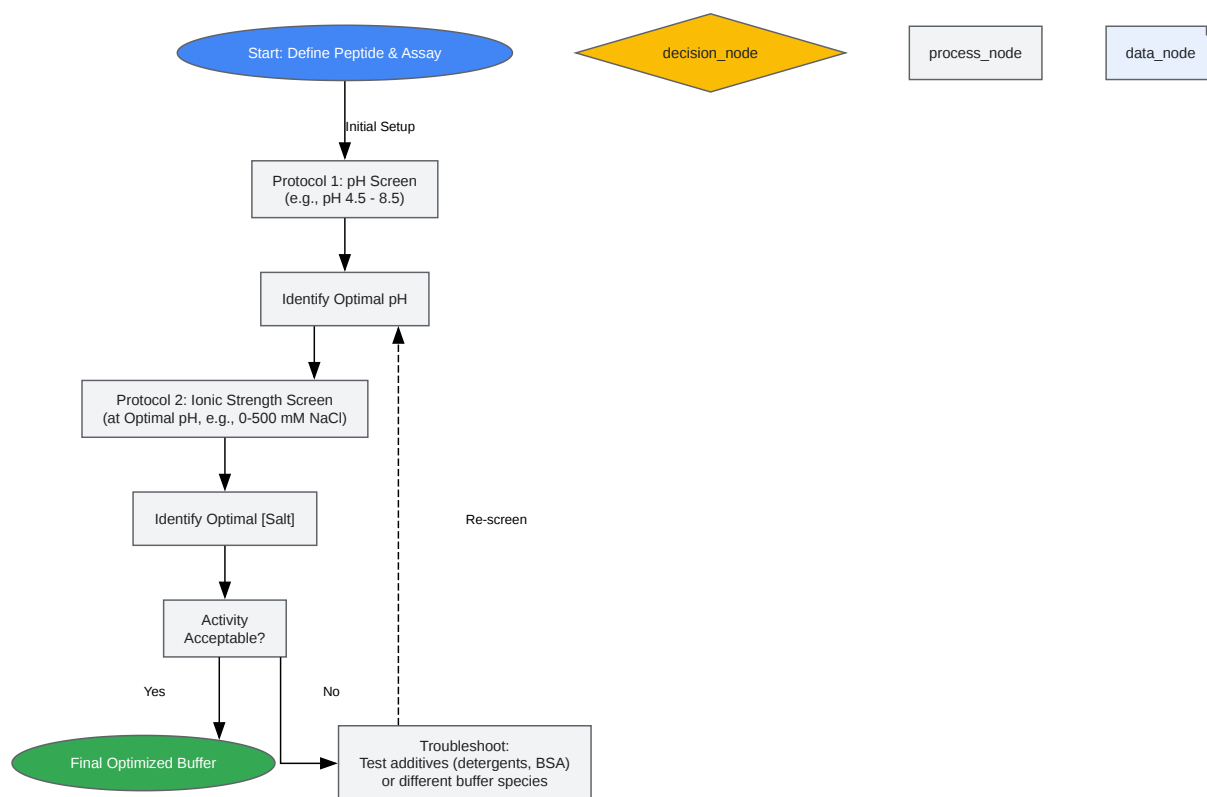 Start: Define Peptide & Assay
decision_node
process_node
data_node
Initial Setup
Protocol 1: pH Screen
(e.g., pH 4.5 - 8.5)
Identify Optimal pH
Protocol 2: Ionic Strength Screen
(at Optimal pH, e.g., 0-500 mM NaCl)
Identify Optimal [Salt]
Re-screen
Activity
Acceptable?
Yes
No
Final Optimized Buffer
Troubleshoot:
Test additives (detergents, BSA)
or different buffer species